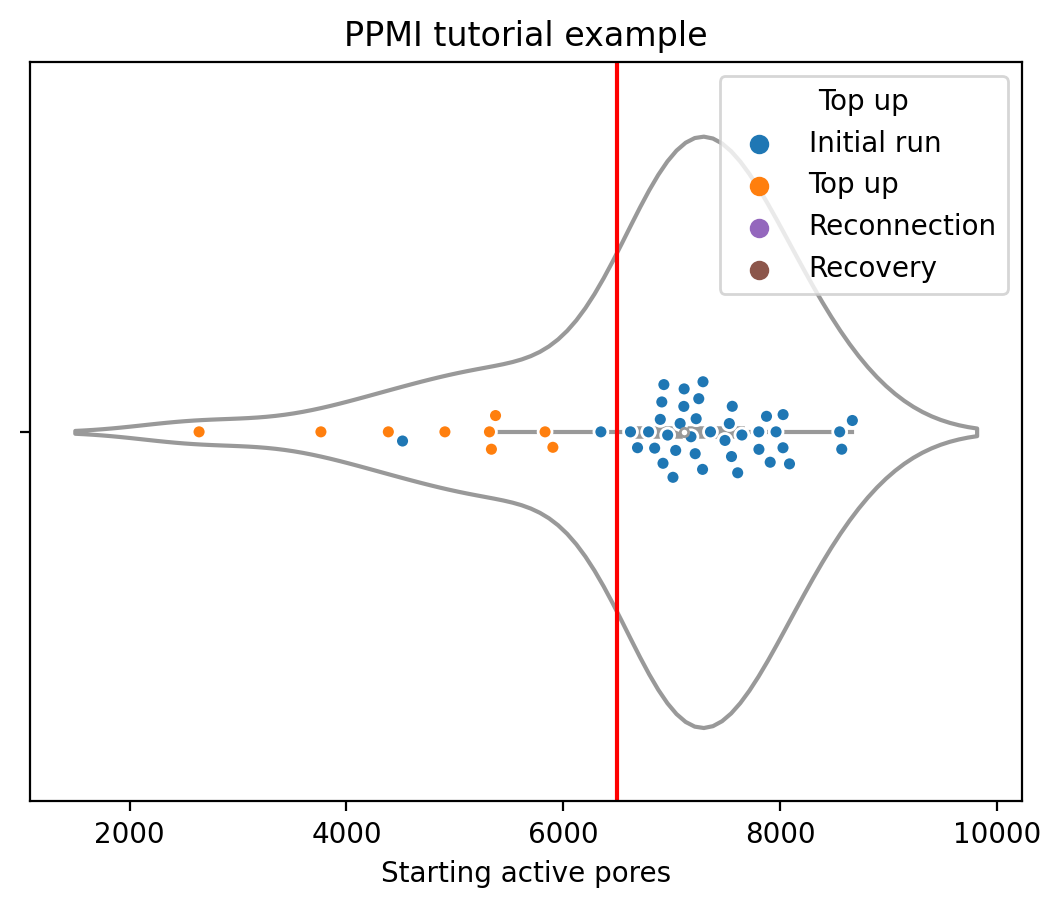 PPMI tutorial example
Top up
Initial run
Top up
Reconnection
Recovery
2000 4000 6000 8000 10000
Starting active pores